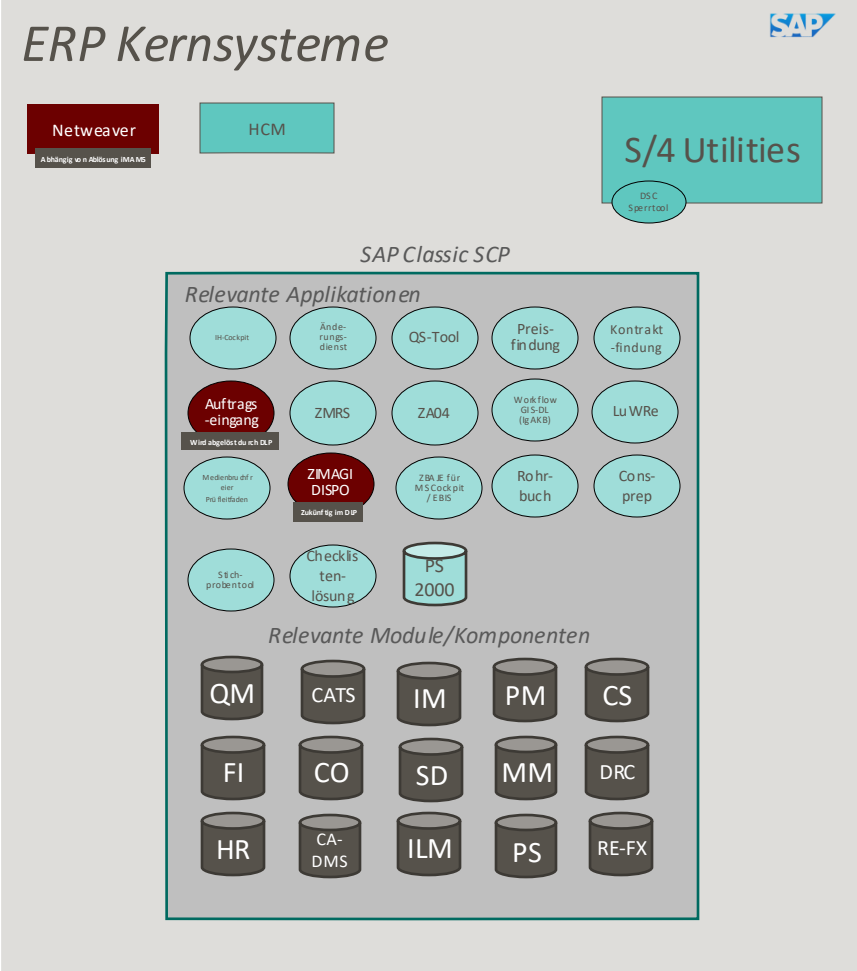 ERP Kernsysteme
SAP
Netweaver
Abhängig von Ablösung iMAMS
HCM
S/4 Utilities
DSC
Sperrtool
SAP Classic SCP
Relevante Applikationen
IH-Cockpit
Ände-
rungs-
dienst
QS-Tool
Preis-
findung
Kontrakt
-findung
Auftrags
-eingang
Wird abgelöst durch DLP
ZMRS
ZA04
Workflow
GIS-DL
(IgAKB)
LuWRe
Medienbruchfr
eier
Prüfleitfaden
ZIMAGI
DISPO
Zukünftig im DLP
ZBAJE für
MS Cockpit
/ EBIS
Rohr-
buch
Cons-
prep
Stich-
probentool
Checklis
ten-
lösung
PS
2000
Relevante Module/Komponenten
QM
CATS
IM
PM
CS
FI
CO
SD
MM
DRC
HR
CA-
DMS
ILM
PS
RE-FX